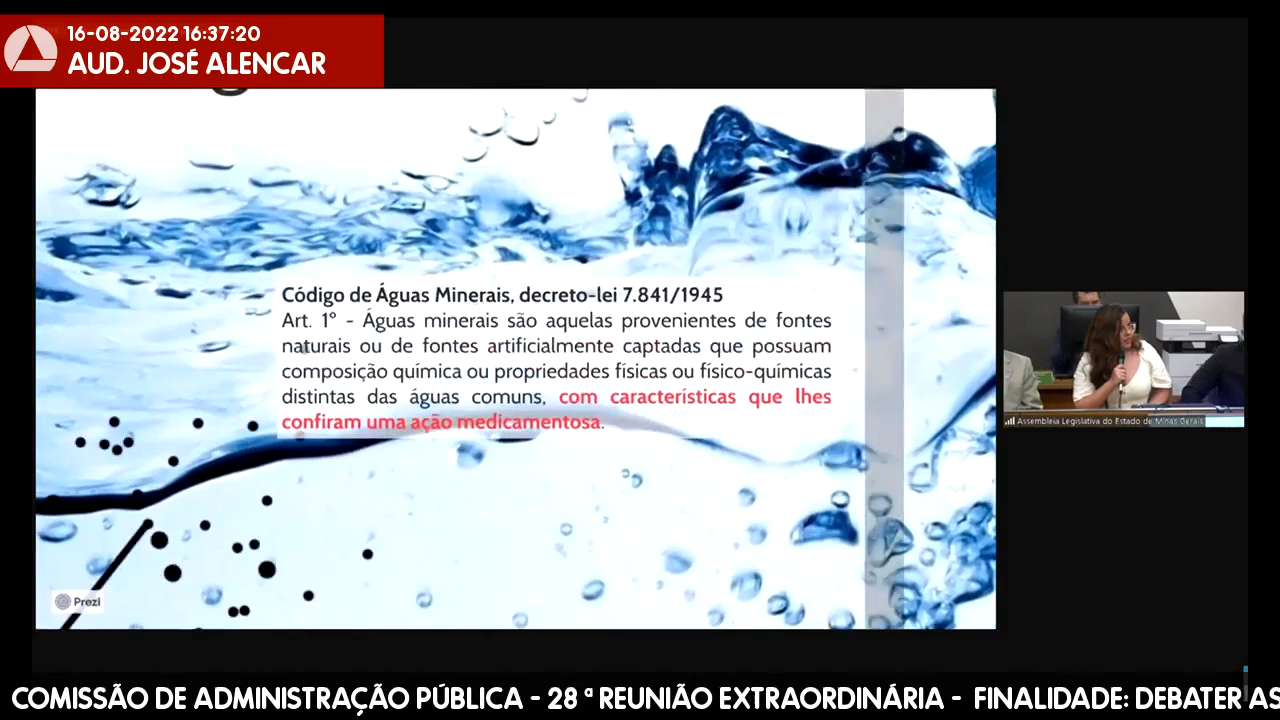 16-08-2022 16:37:20
AUD. JOSÉ ALENCAR
Código de Águas Minerais, decreto-lei 7.841/1945
Art. 1º - Águas minerais são aquelas provenientes de fontes
naturais ou de fontes artificialmente captadas que possuam
composição química ou propriedades físicas ou físico-químicas
distintas das águas comuns, com características que lhes
confiram uma ação medicamentosa.
Assembleia Legislativa do Estado de Minas Gerais
Prezi
COMISSÃO DE ADMINISTRAÇÃO PÚBLICA - 28 ª REUNIÃO EXTRAORDINÁRIA - FINALIDADE: DEBATER AS